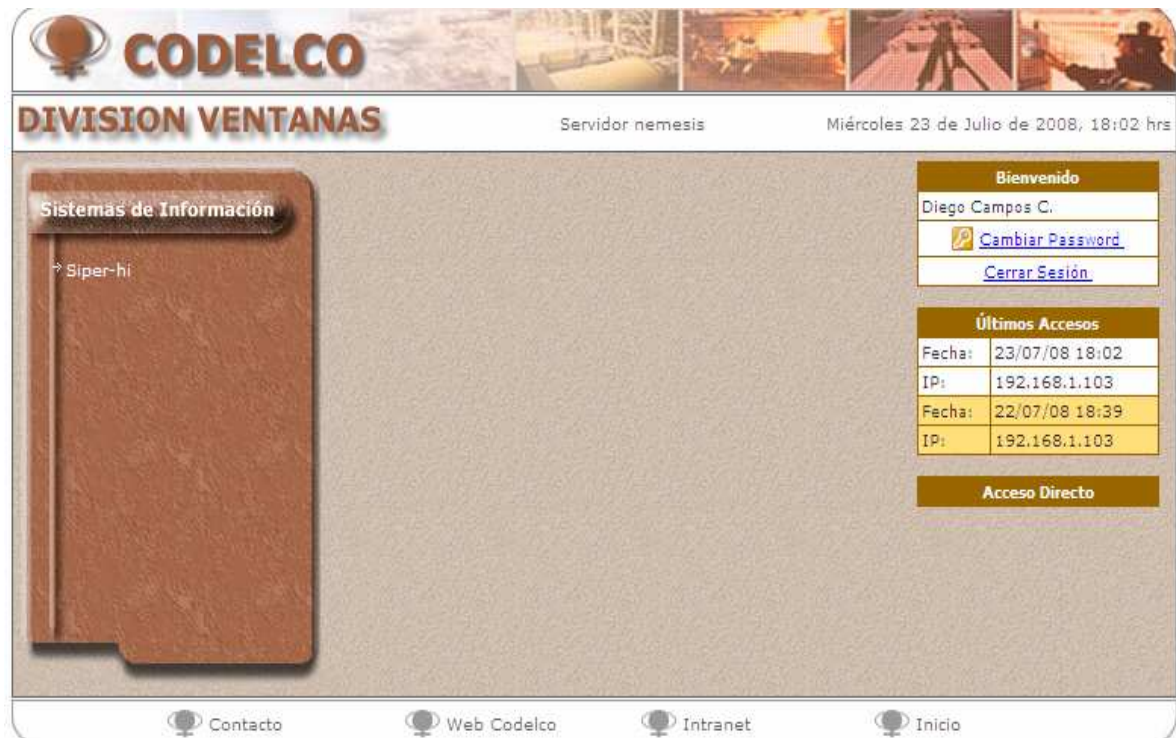 CODELCO
DIVISION VENTANAS
Servidor nemesis
Miércoles 23 de Julio de 2008, 18:02 hrs
Sistemas de Información
Siper-hi
Bienvenido
Diego Campos C.
Cambiar Password
Cerrar Sesión
Últimos Accesos
Fecha: 23/07/08 18:02
IP: 192.168.1.103
Fecha: 22/07/08 18:39
IP: 192.168.1.103
Acceso Directo
Contacto Web Codelco Intranet Inicio